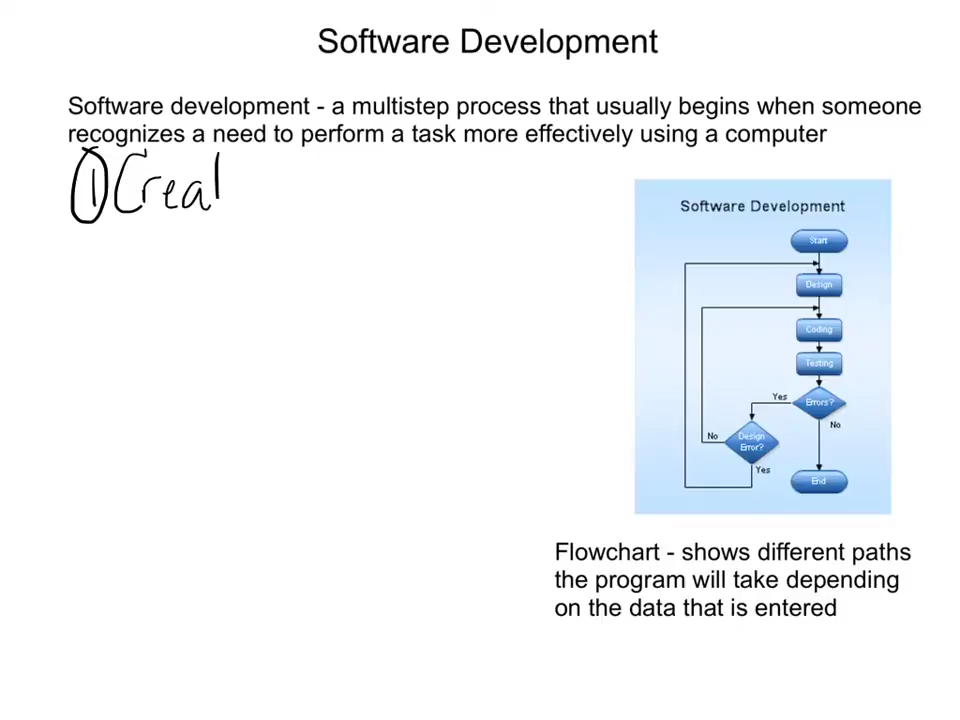 Software Development
Software development - a multistep process that usually begins when someone
recognizes a need to perform a task more effectively using a computer
① Creat
Software Development
Start
Design
Coding
Testing
Errors?
Yes
No
Design
Error?
No
Yes
End
Flowchart - shows different paths
the program will take depending
on the data that is entered